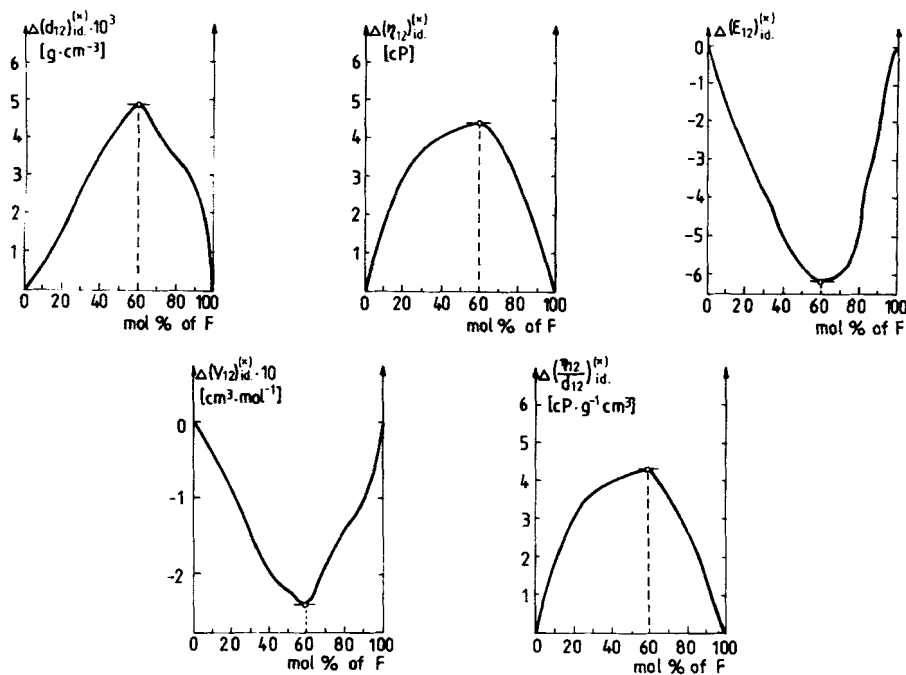 Δ(d₁₂)id.⁽ˣ⁾ · 10³
[g·cm⁻³]
6
5
4
3
2
1
0 20 40 60 80 100
mol % of F
Δ(η₁₂)id.⁽ˣ⁾
[cP]
6
5
4
3
2
1
0 20 40 60 80 100
mol % of F
Δ(E₁₂)id.⁽ˣ⁾
0
-1
-2
-3
-4
-5
-6
0 20 40 60 80 100
mol % of F
Δ(V₁₂)id.⁽ˣ⁾ · 10
[cm³·mol⁻¹]
0
-1
-2
0 20 40 60 80 100
mol % of F
Δ(η₁₂/d₁₂)id.⁽ˣ⁾
[cP·g⁻¹cm³]
6
5
4
3
2
1
0 20 40 60 80 100
mol % of F